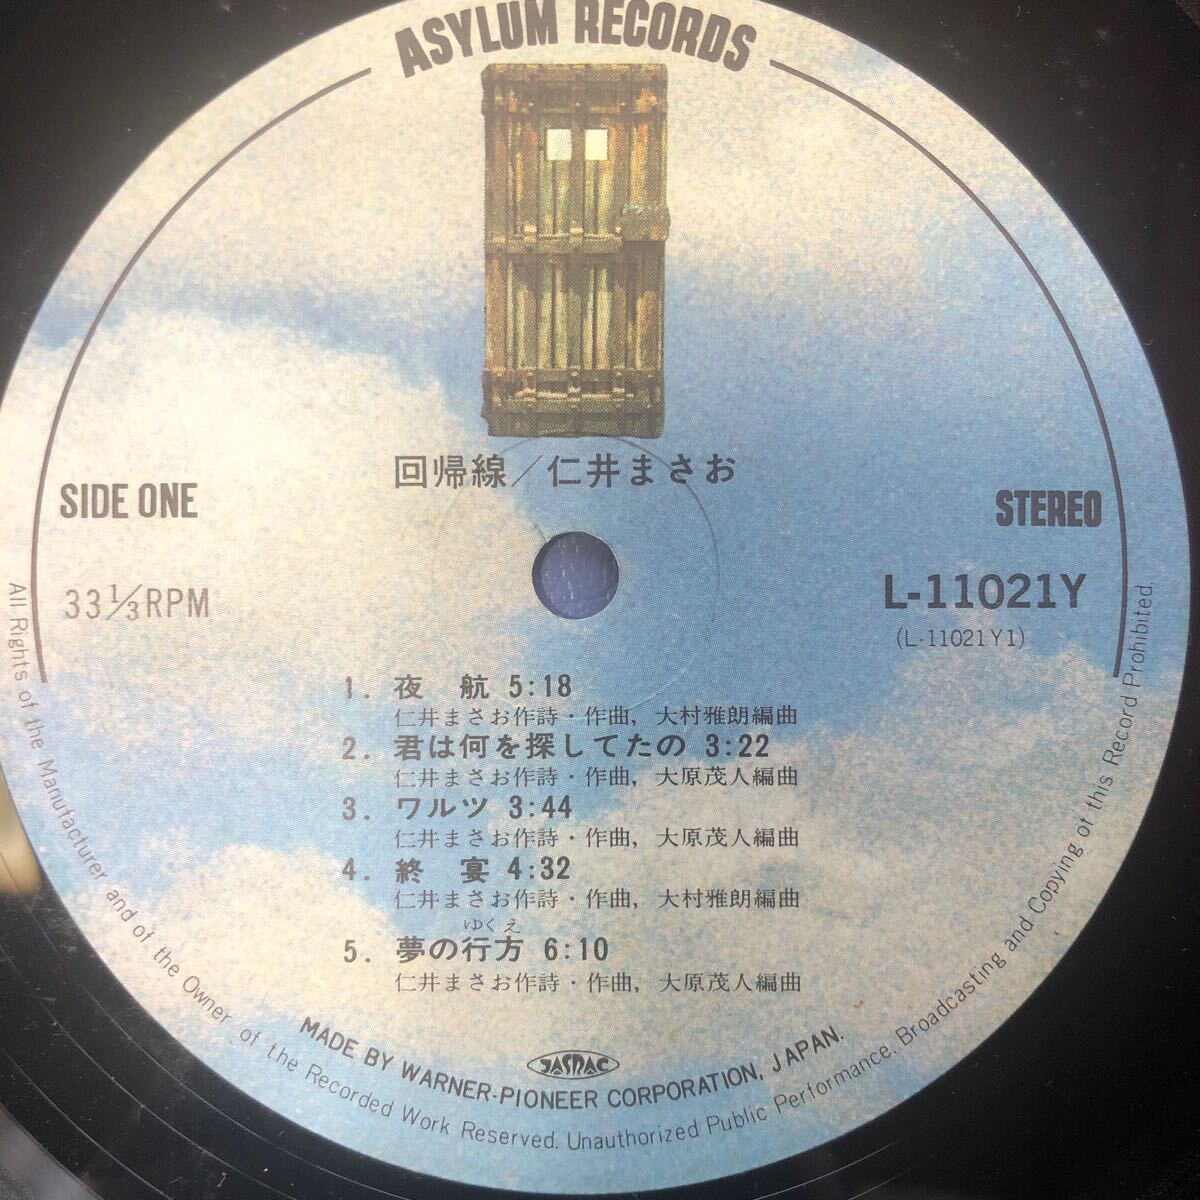 ASYLUM RECORDS
回帰線／仁井まさお
SIDE ONE
STEREO
33 1/3 RPM
L-11021Y
(L-11021Y1)
1. 夜 航 5:18
仁井まさお作詩・作曲, 大村雅朗編曲
2. 君は何を探してたの 3:22
仁井まさお作詩・作曲, 大原茂人編曲
3. ワルツ 3:44
仁井まさお作詩・作曲, 大原茂人編曲
4. 終 宴 4:32
仁井まさお作詩・作曲, 大村雅朗編曲
ゆくえ
5. 夢の行方 6:10
仁井まさお作詩・作曲, 大原茂人編曲
JASRAC
MADE BY WARNER-PIONEER CORPORATION, JAPAN.
All Rights of the Manufacturer and of the Owner of the Recorded Work Reserved. Unauthorized Public Performance. Broadcasting and Copying of this Record Prohibited.